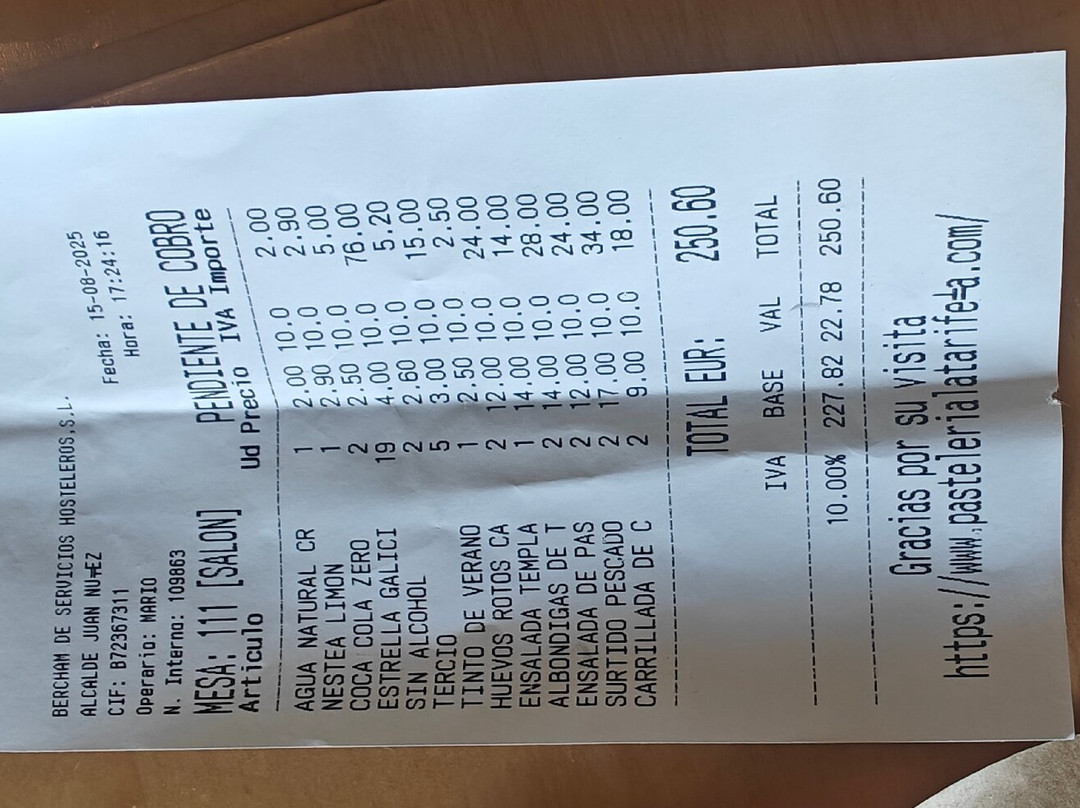 BERCHAM DE SERVICIOS HOSTELEROS,S.L.
ALCALDE JUAN NU╤EZ
CIF: B72367311 Fecha: 15-08-2025
Operario: MARIO Hora: 17:24:16
N. Interno: 109863
MESA: 111 [SALON] PENDIENTE DE COBRO
Articulo Ud Precio IVA Importe
AGUA NATURAL CR 1 2.00 10.0 2.00
NESTEA LIMON 1 2.90 10.0 2.90
COCA COLA ZERO 2 2.50 10.0 5.00
ESTRELLA GALICI 19 4.00 10.0 76.00
SIN ALCOHOL 2 2.60 10.0 5.20
TERCIO 5 3.00 10.0 15.00
TINTO DE VERANO 1 2.50 10.0 2.50
HUEVOS ROTOS CA 2 12.00 10.0 24.00
ENSALADA TEMPLA 1 14.00 10.0 14.00
ALBONDIGAS DE T 2 14.00 10.0 28.00
ENSALADA DE PAS 2 12.00 10.0 24.00
SURTIDO PESCADO 2 17.00 10.0 34.00
CARRILLADA DE C 2 9.00 10.0 18.00
TOTAL EUR: 250.60
IVA BASE VAL TOTAL
10.00% 227.82 22.78 250.60
Gracias por su visita
https://www.pastelerialatarife±a.com/